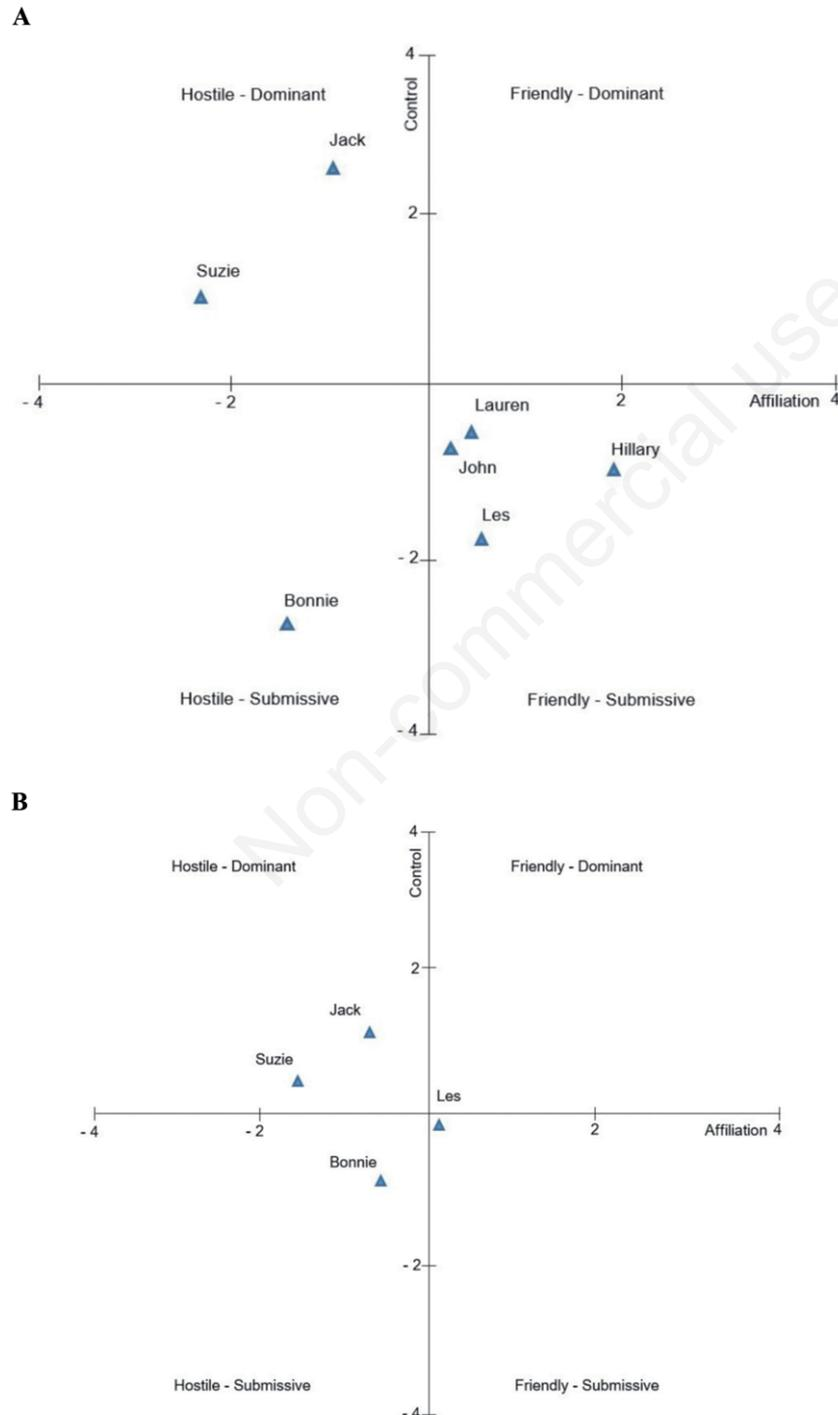 A
4
Control
Hostile - Dominant
Friendly - Dominant
Jack
2
Suzie
- 4
- 2
2
Affiliation 4
Lauren
Hillary
John
Les
- 2
Bonnie
Hostile - Submissive
Friendly - Submissive
- 4
Non-commercial use
B
4
Control
Hostile - Dominant
Friendly - Dominant
2
Jack
Suzie
Les
- 4
- 2
2
Affiliation 4
Bonnie
- 2
Hostile - Submissive
Friendly - Submissive
- 4